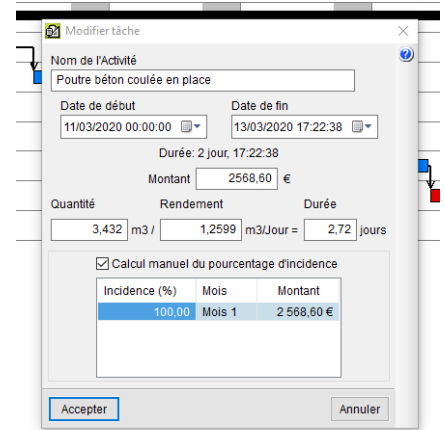 Modifier tâche
Nom de l'Activité
Poutre béton coulée en place
Date de début Date de fin
11/03/2020 00:00:00 13/03/2020 17:22:38
Durée: 2 jour, 17:22:38
Montant 2568,60 €
Quantité Rendement Durée
3,432 m3 / 1,2599 m3/Jour = 2,72 jours
Calcul manuel du pourcentage d'incidence
Incidence (%) Mois Montant
100,00 Mois 1 2 568,60 €
Accepter Annuler